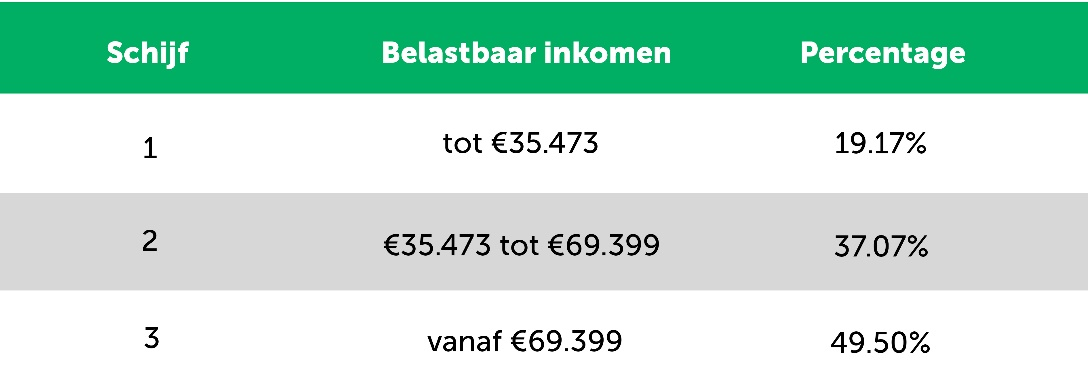 Schijf Belastbaar inkomen Percentage
1 tot €35.473 19.17%
2 €35.473 tot €69.399 37.07%
3 vanaf €69.399 49.50%